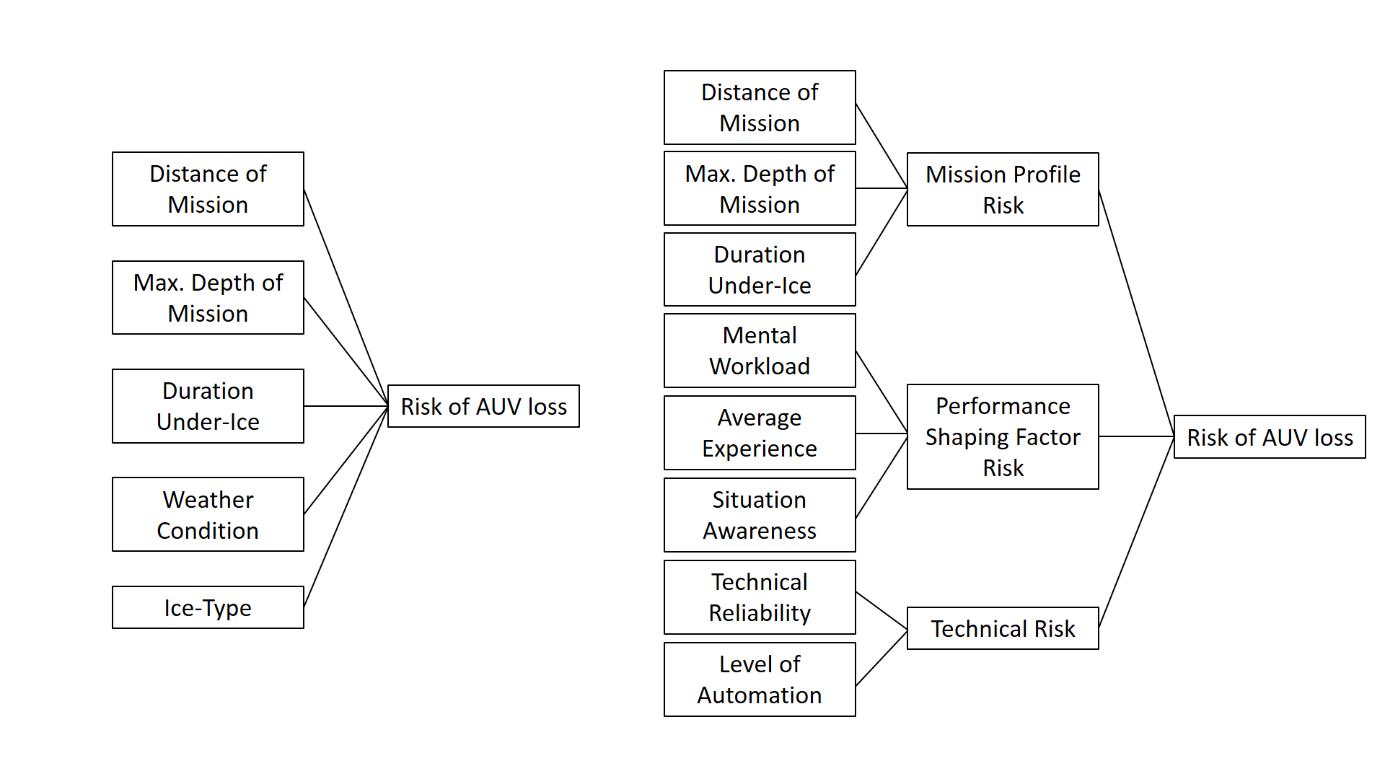 Distance of
Mission
Max. Depth of
Mission
Duration
Under-Ice
Weather
Condition
Ice-Type
Risk of AUV loss
Distance of
Mission
Max. Depth of
Mission
Duration
Under-Ice
Mental
Workload
Average
Experience
Situation
Awareness
Technical
Reliability
Level of
Automation
Mission Profile
Risk
Performance
Shaping Factor
Risk
Technical Risk
Risk of AUV loss